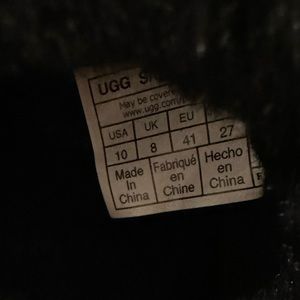 UGG
May be covere
www.ugg.com/
USA UK EU
10 8 41 27
Made Fabriqué Hecho
In en en
China Chine China